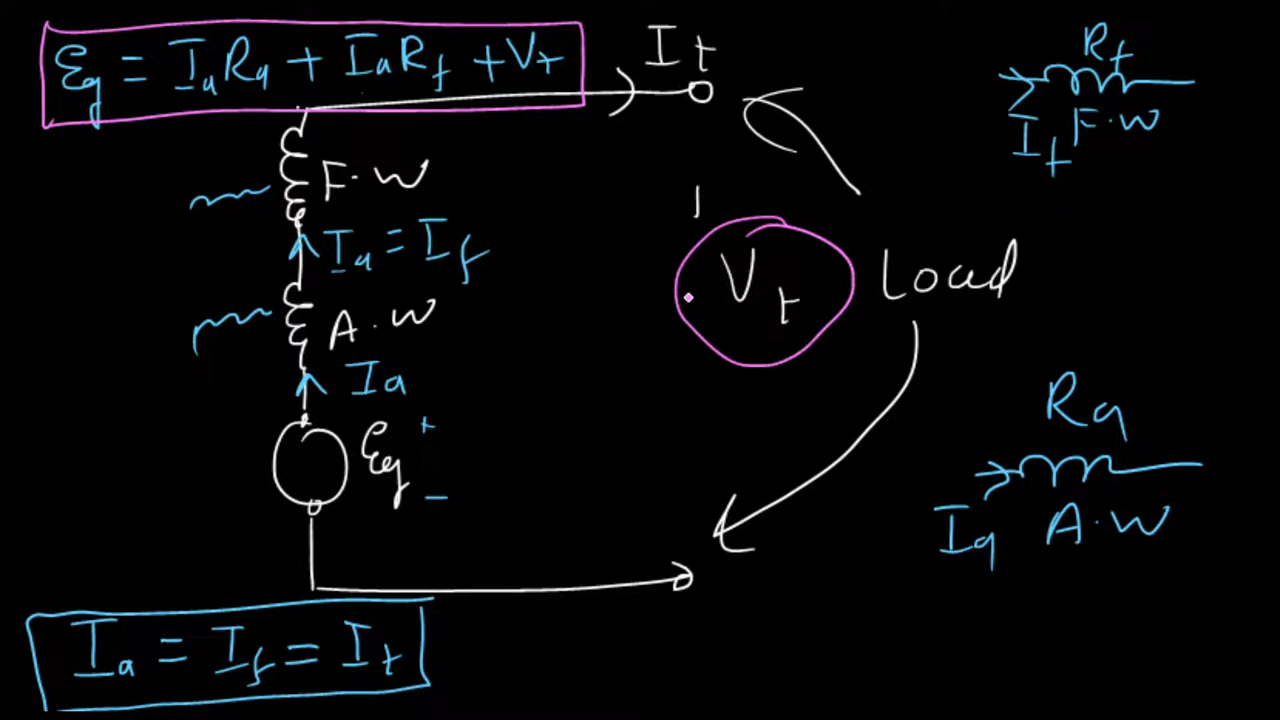 Eg = IaRa + IaRf + Vt
It
Rf
If F.W
F.W
Ia = If
Vt Load
A.W
Ia
Ra
Eg + −
Ia A.W
Ia = If = It